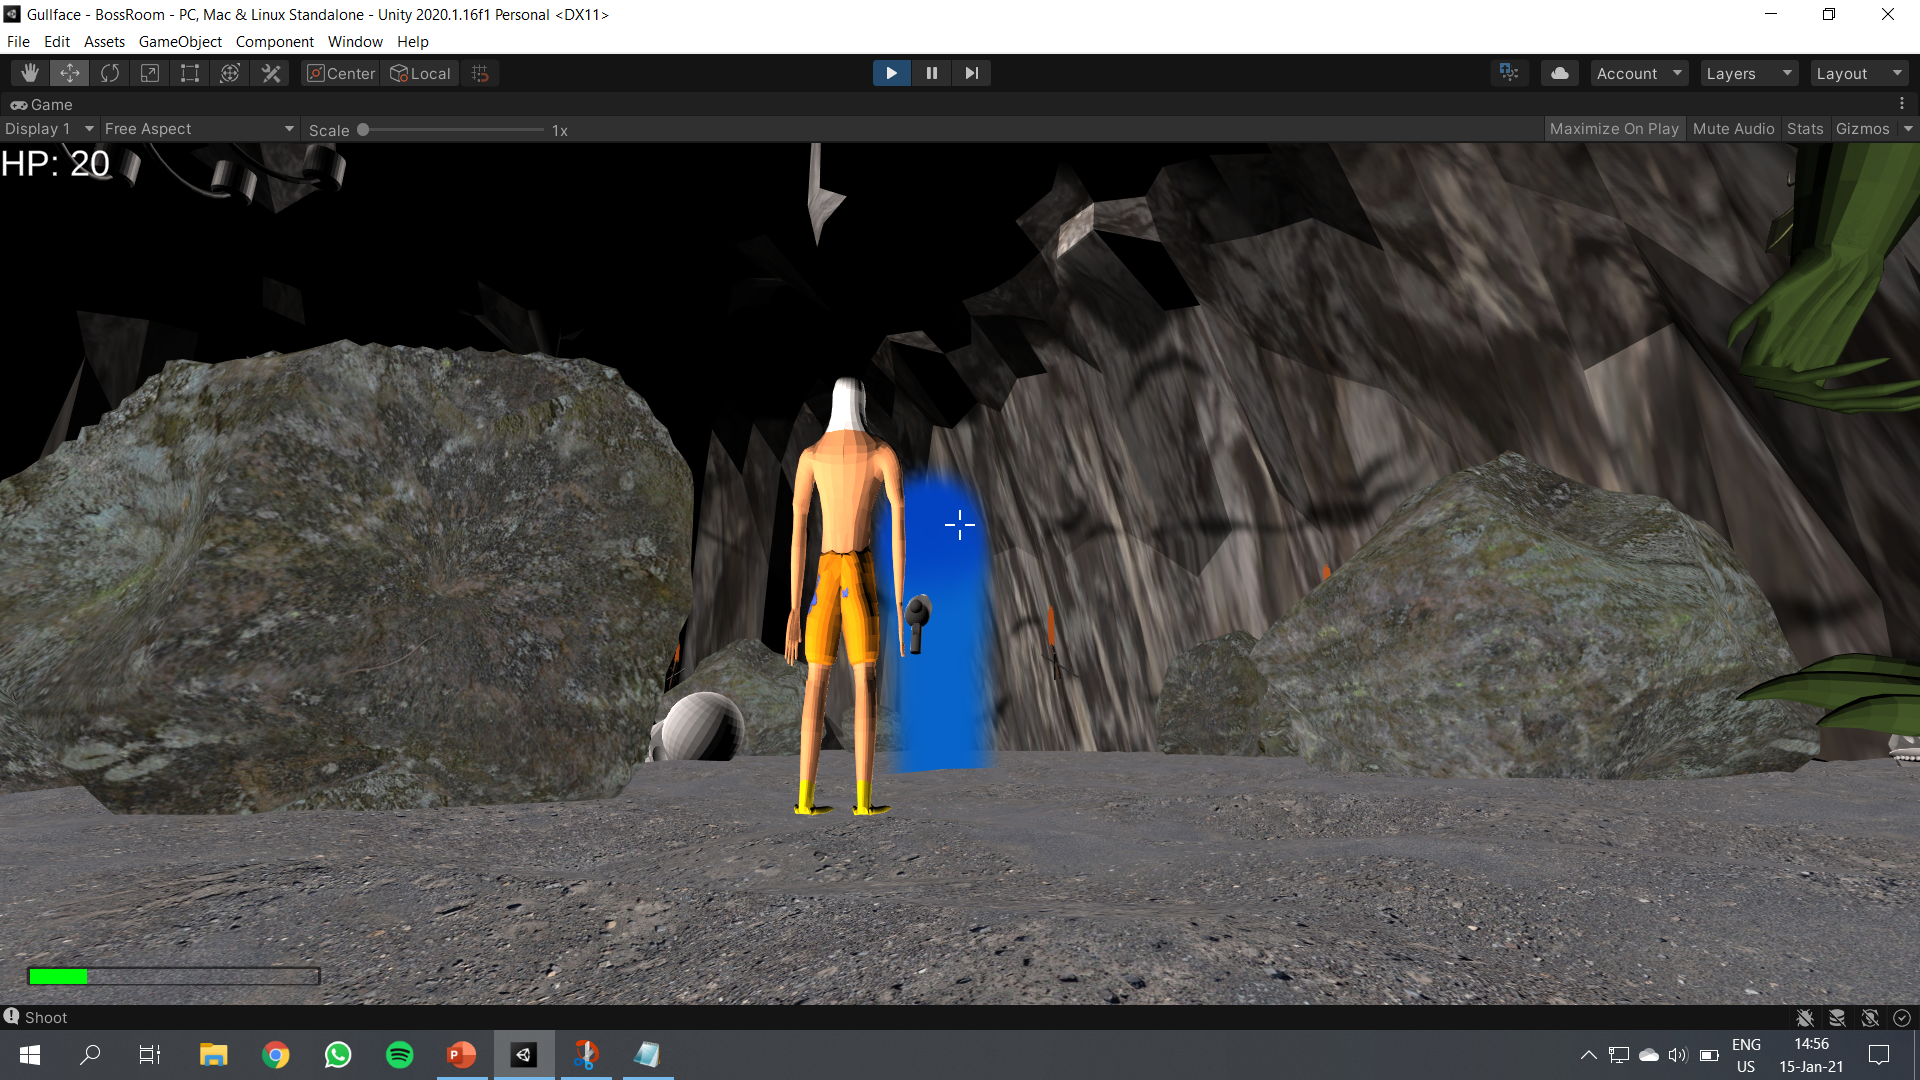 Gullface - BossRoom - PC, Mac & Linux Standalone - Unity 2020.1.16f1 Personal <DX11>
File Edit Assets GameObject Component Window Help
Center Local Account Layers Layout
Game
Display 1 Free Aspect Scale 1x Maximize On Play Mute Audio Stats Gizmos
HP: 20
Shoot
ENG 14:56
US 15-Jan-21